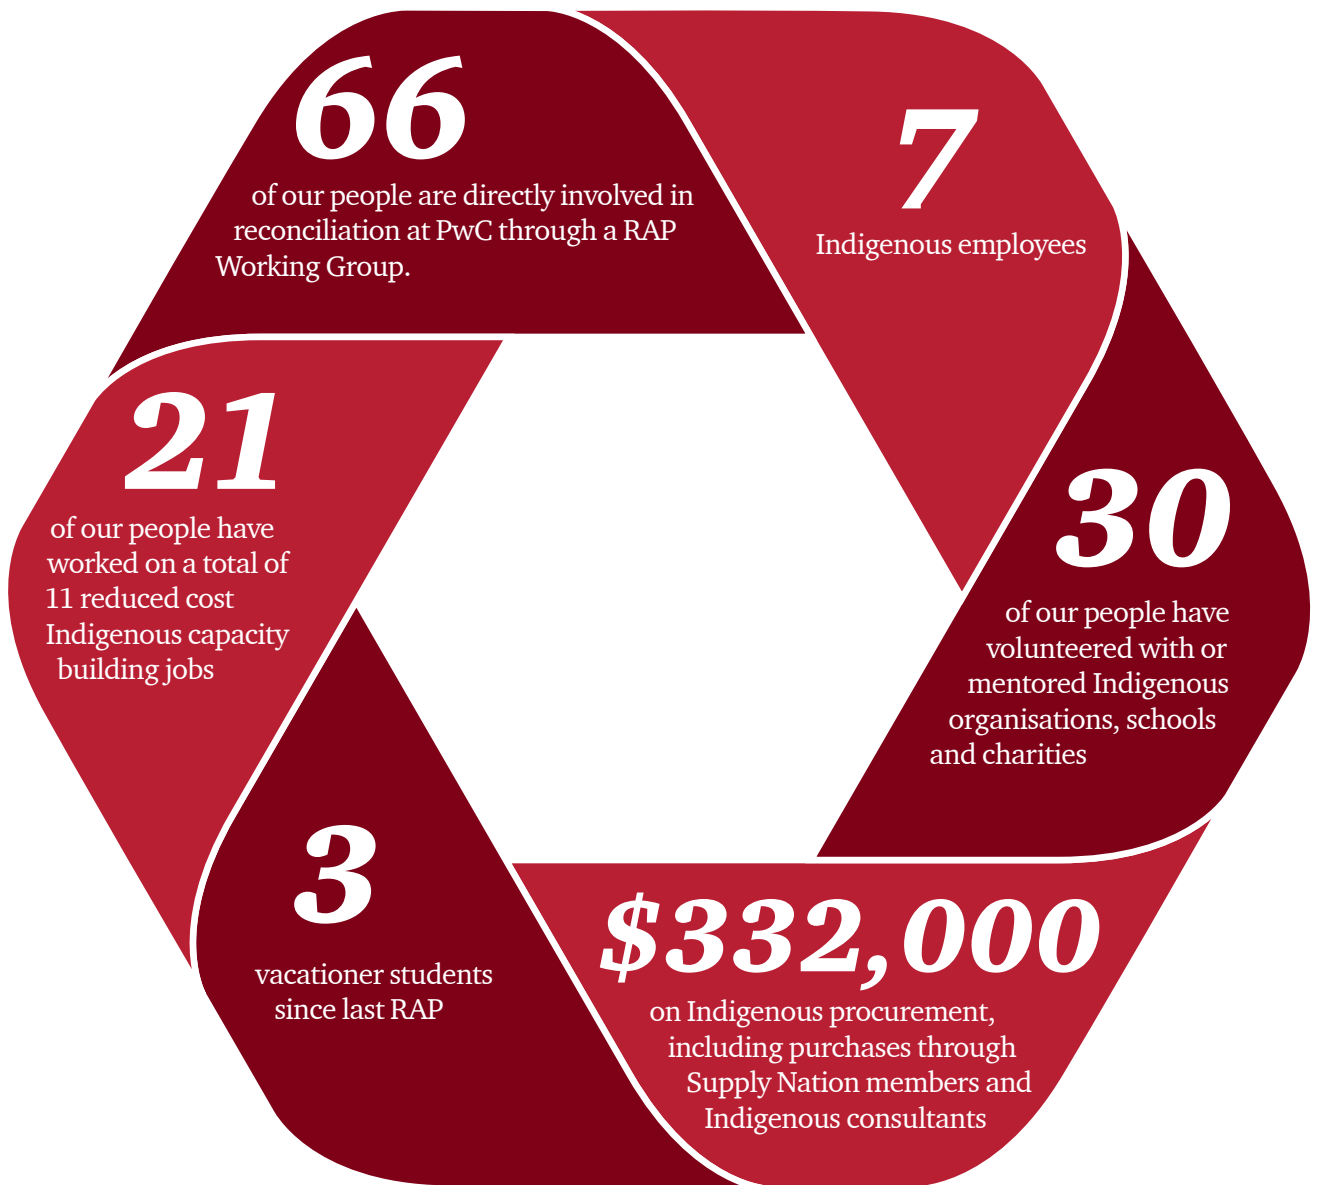 66
of our people are directly involved in
reconciliation at PwC through a RAP
Working Group.
7
Indigenous employees
30
of our people have
volunteered with or
mentored Indigenous
organisations, schools
and charities
$332,000
on Indigenous procurement,
including purchases through
Supply Nation members and
Indigenous consultants
3
vacationer students
since last RAP
21
of our people have
worked on a total of
11 reduced cost
Indigenous capacity
building jobs